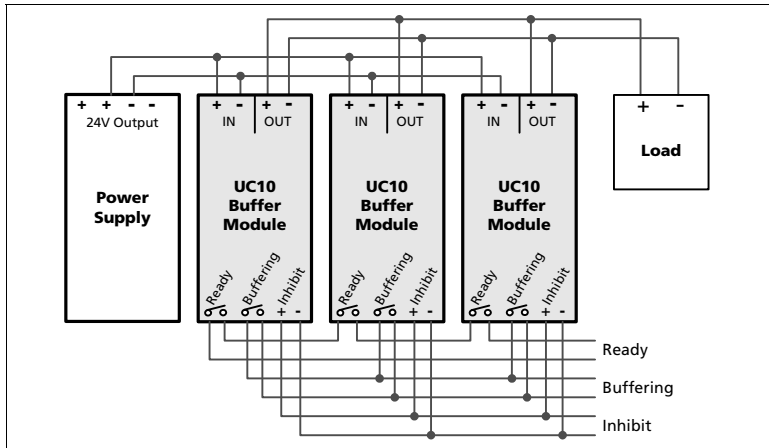 + + - -
24V Output
Power
Supply
+ - + -
IN OUT
UC10
Buffer
Module
Ready Buffering Inhibit
+ -
+ - + -
IN OUT
UC10
Buffer
Module
Ready Buffering Inhibit
+ -
+ - + -
IN OUT
UC10
Buffer
Module
Ready Buffering Inhibit
+ -
+ -
Load
Ready
Buffering
Inhibit